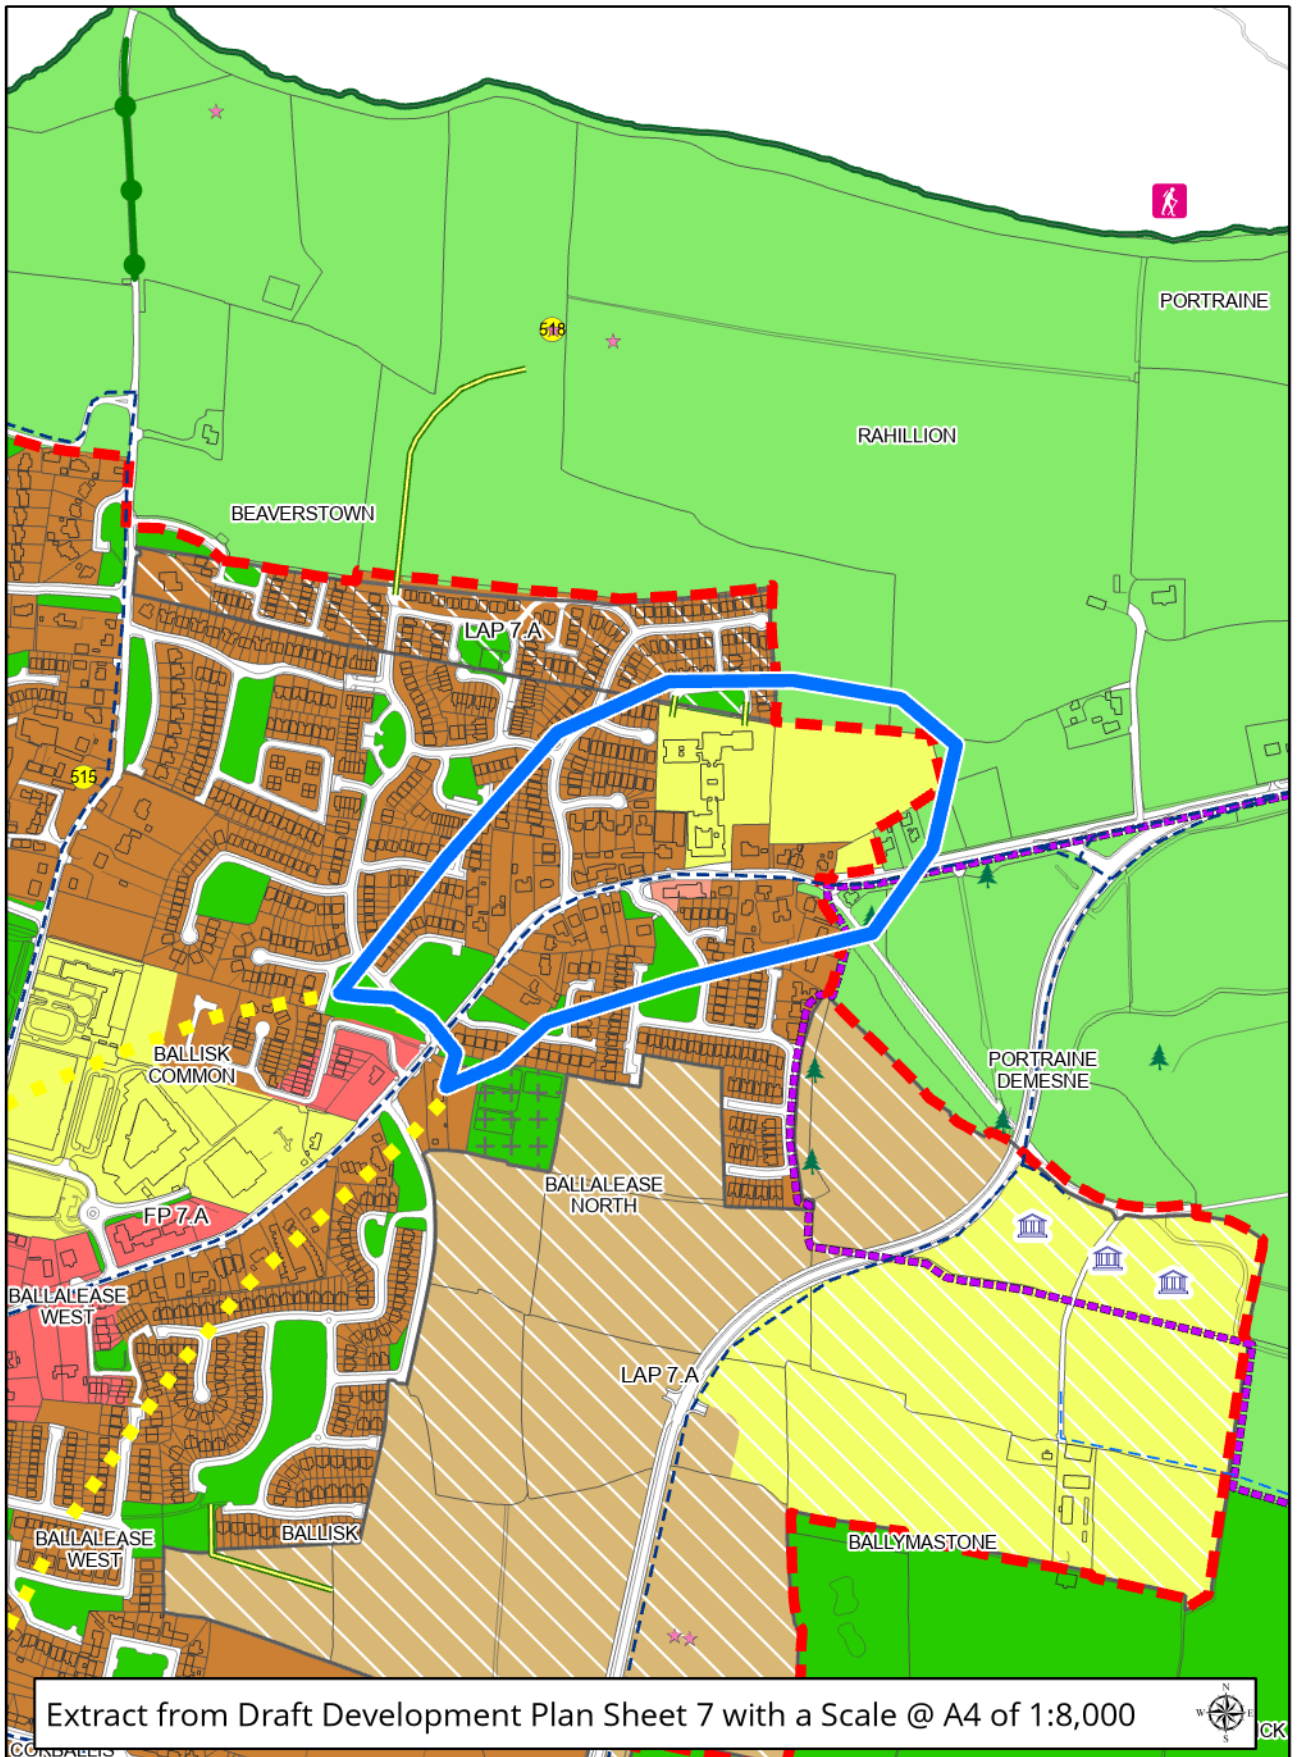 PORTRAINE
518
RAHILLION
BEAVERSTOWN
LAP 7.A
515
BALLISK
COMMON
PORTRAINE
DEMESNE
BALLALEASE
NORTH
FP 7.A
BALLALEASE
WEST
LAP 7.A
BALLISK
BALLALEASE
WEST
BALLYMASTONE
Extract from Draft Development Plan Sheet 7 with a Scale @ A4 of 1:8,000
N
W E
S
CK
CORBALLIS